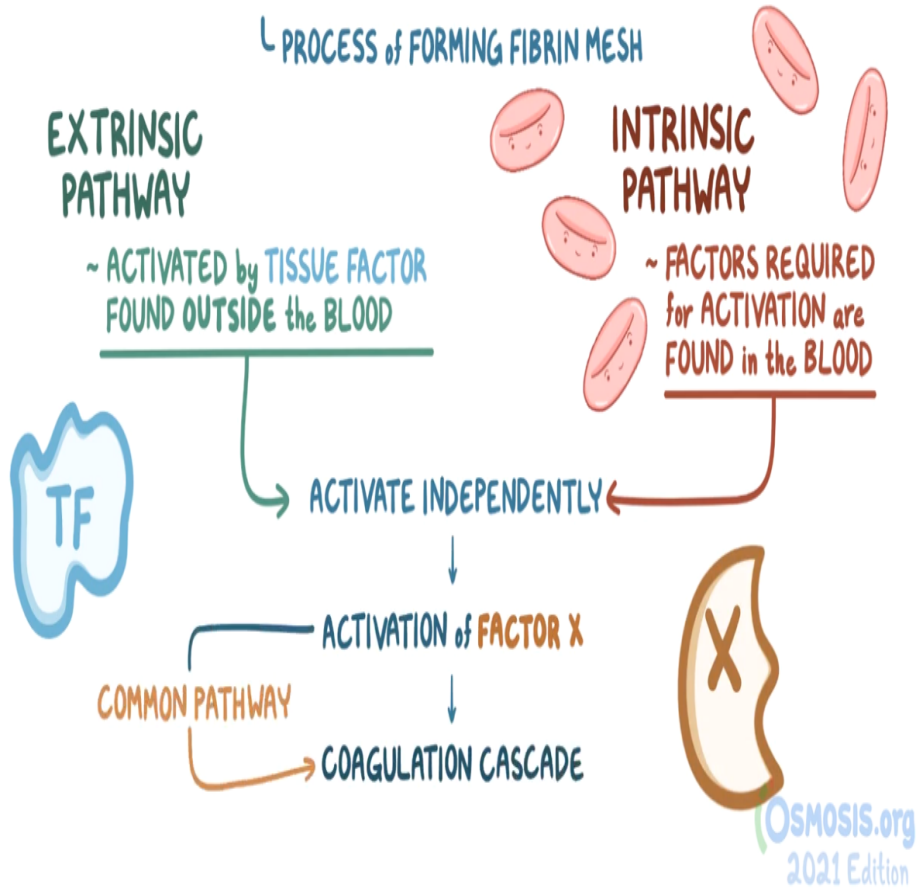 PROCESS of FORMING FIBRIN MESH
EXTRINSIC
PATHWAY
~ ACTIVATED by TISSUE FACTOR
FOUND OUTSIDE the BLOOD
INTRINSIC
PATHWAY
~ FACTORS REQUIRED
for ACTIVATION are
FOUND in the BLOOD
TF
ACTIVATE INDEPENDENTLY
ACTIVATION of FACTOR X
X
COMMON PATHWAY
COAGULATION CASCADE
OSMOSIS.org
2021 Edition